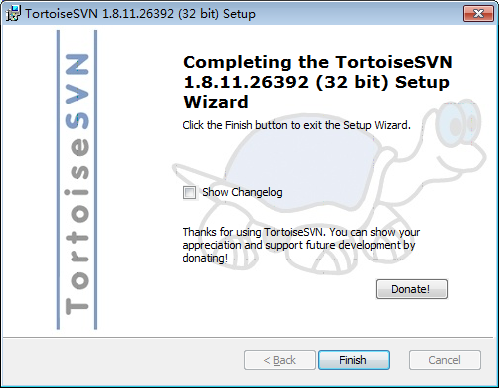 TortoiseSVN 1.8.11.26392 (32 bit) Setup
TortoiseSVN
Completing the TortoiseSVN
1.8.11.26392 (32 bit) Setup
Wizard
Click the Finish button to exit the Setup Wizard.
Show Changelog
Thanks for using TortoiseSVN. You can show your
appreciation and support future development by
donating!
Donate!
< Back
Finish
Cancel